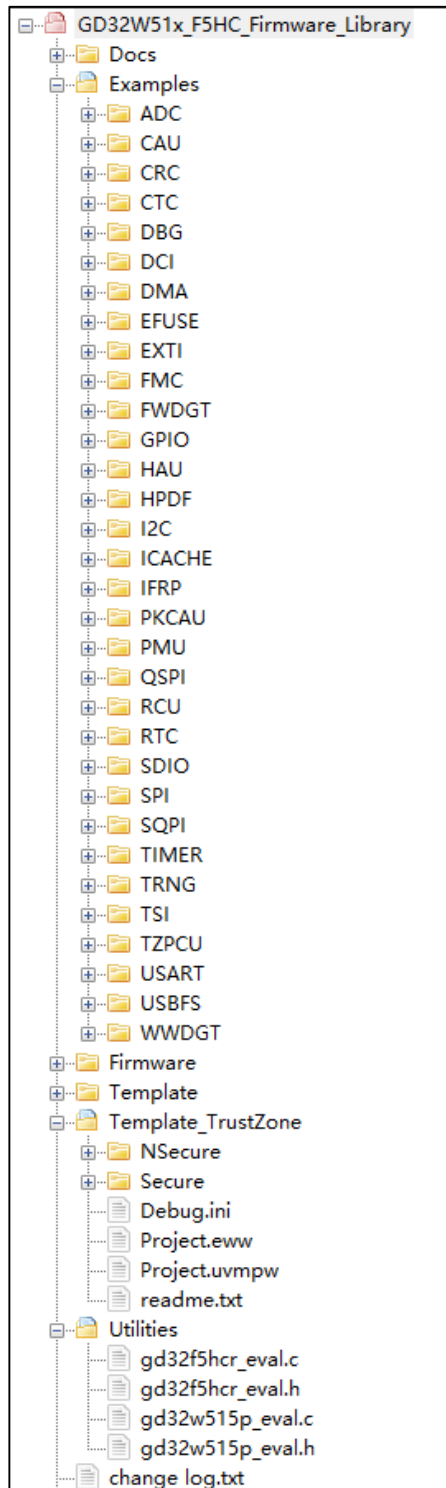 GD32W51x_F5HC_Firmware_Library
Docs
Examples
ADC
CAU
CRC
CTC
DBG
DCI
DMA
EFUSE
EXTI
FMC
FWDGT
GPIO
HAU
HPDF
I2C
ICACHE
IFRP
PKCAU
PMU
QSPI
RCU
RTC
SDIO
SPI
SQPI
TIMER
TRNG
TSI
TZPCU
USART
USBFS
WWDGT
Firmware
Template
Template_TrustZone
NSecure
Secure
Debug.ini
Project.eww
Project.uvmpw
readme.txt
Utilities
gd32f5hcr_eval.c
gd32f5hcr_eval.h
gd32w515p_eval.c
gd32w515p_eval.h
change log.txt